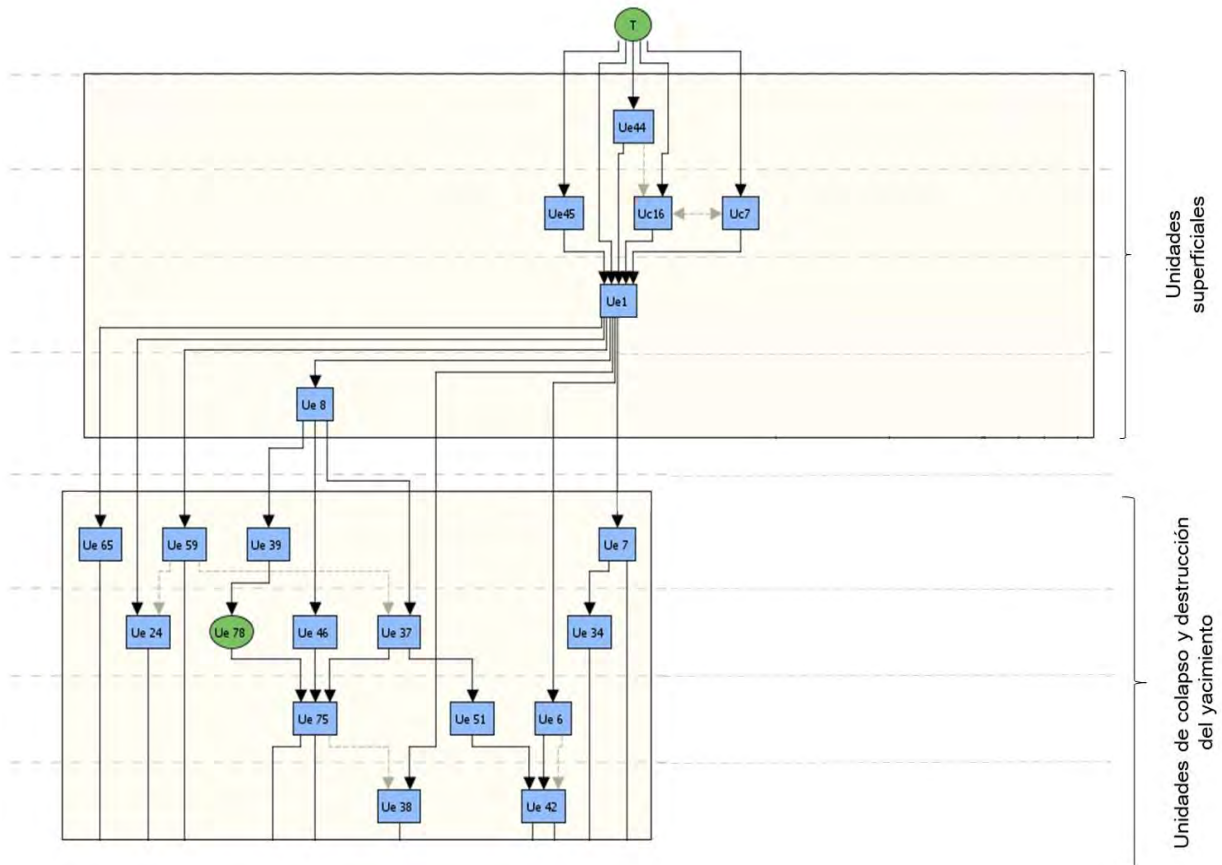 T
Ue44
Ue45
Uc16
Uc7
Ue1
Ue 8
Unidades
superficiales
Ue 65
Ue 59
Ue 39
Ue 7
Ue 24
Ue 78
Ue 46
Ue 37
Ue 34
Ue 75
Ue 51
Ue 6
Ue 38
Ue 42
Unidades de colapso y destrucción
del yacimiento